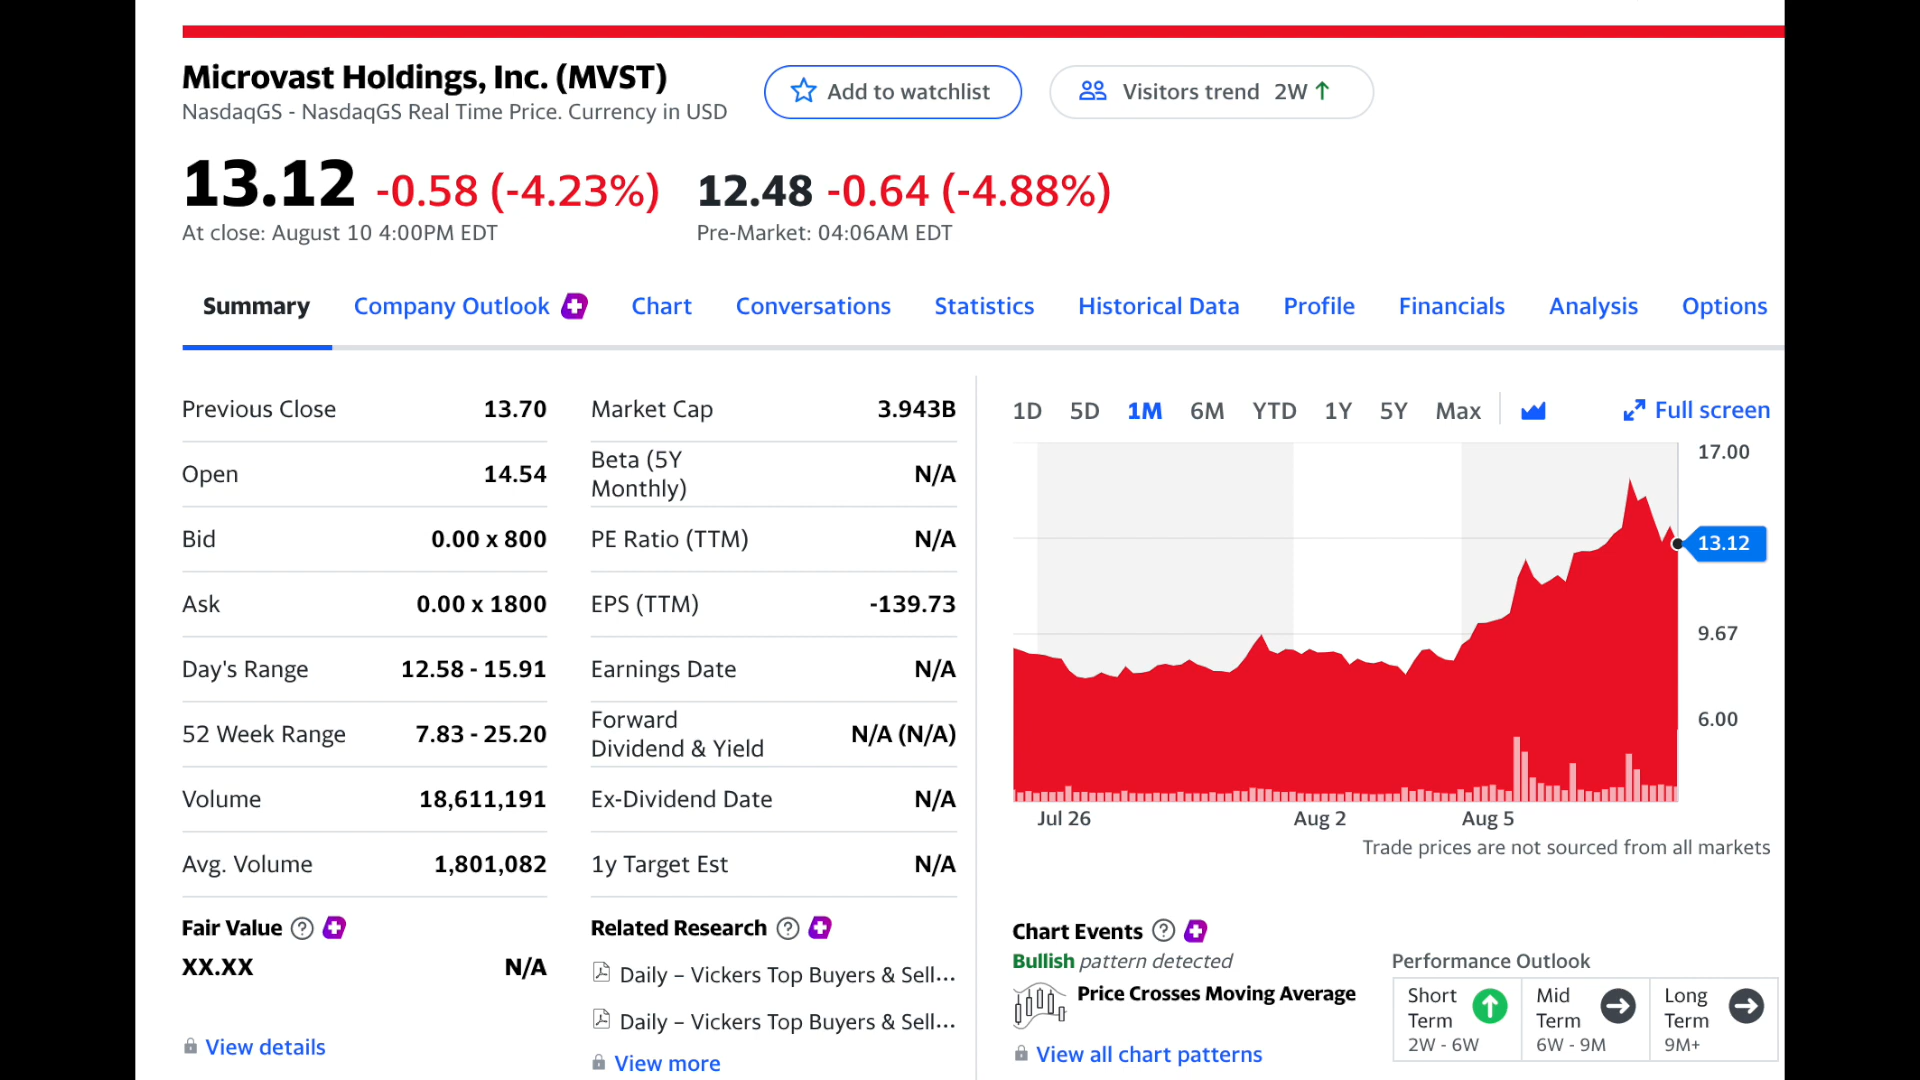 Microvast Holdings, Inc. (MVST)
NasdaqGS - NasdaqGS Real Time Price. Currency in USD
Add to watchlist
Visitors trend 2W
13.12 -0.58 (-4.23%)
At close: August 10 4:00PM EDT
12.48 -0.64 (-4.88%)
Pre-Market: 04:06AM EDT
Summary Company Outlook Chart Conversations Statistics Historical Data Profile Financials Analysis Options
Previous Close 13.70
Open 14.54
Bid 0.00 x 800
Ask 0.00 x 1800
Day's Range 12.58 - 15.91
52 Week Range 7.83 - 25.20
Volume 18,611,191
Avg. Volume 1,801,082
Market Cap 3.943B
Beta (5Y
Monthly) N/A
PE Ratio (TTM) N/A
EPS (TTM) -139.73
Earnings Date N/A
Forward
Dividend & Yield N/A (N/A)
Ex-Dividend Date N/A
1y Target Est N/A
Fair Value
XX.XX N/A
View details
Related Research
Daily – Vickers Top Buyers & Sell...
Daily – Vickers Top Buyers & Sell...
View more
1D 5D 1M 6M YTD 1Y 5Y Max
Full screen
17.00
13.12
9.67
6.00
Jul 26 Aug 2 Aug 5
Trade prices are not sourced from all markets
Chart Events
Bullish pattern detected
Price Crosses Moving Average
View all chart patterns
Performance Outlook
Short
Term
2W - 6W
Mid
Term
6W - 9M
Long
Term
9M+